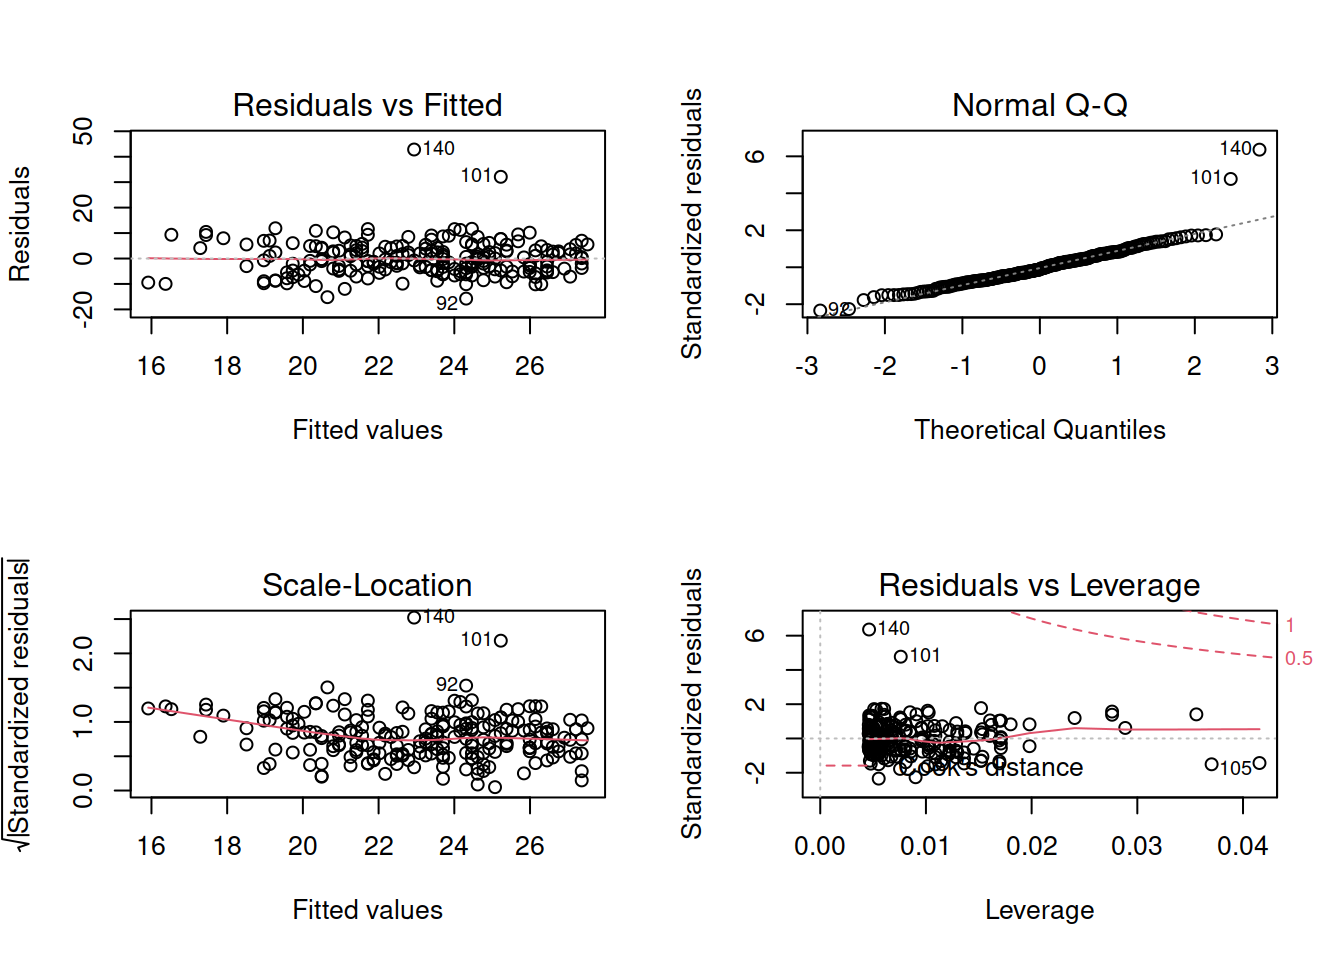 Residuals vs Fitted
Residuals
50
20
0
-20
140
101
92
16 18 20 22 24 26
Fitted values
Normal Q-Q
Standardized residuals
6
2
-2
140
101
92
-3 -2 -1 0 1 2 3
Theoretical Quantiles
Scale-Location
√|Standardized residuals|
2.0
1.0
0.0
140
101
92
16 18 20 22 24 26
Fitted values
Residuals vs Leverage
Standardized residuals
6
2
-2
140
101
1
0.5
Cook's distance
105
0.00 0.01 0.02 0.03 0.04
Leverage